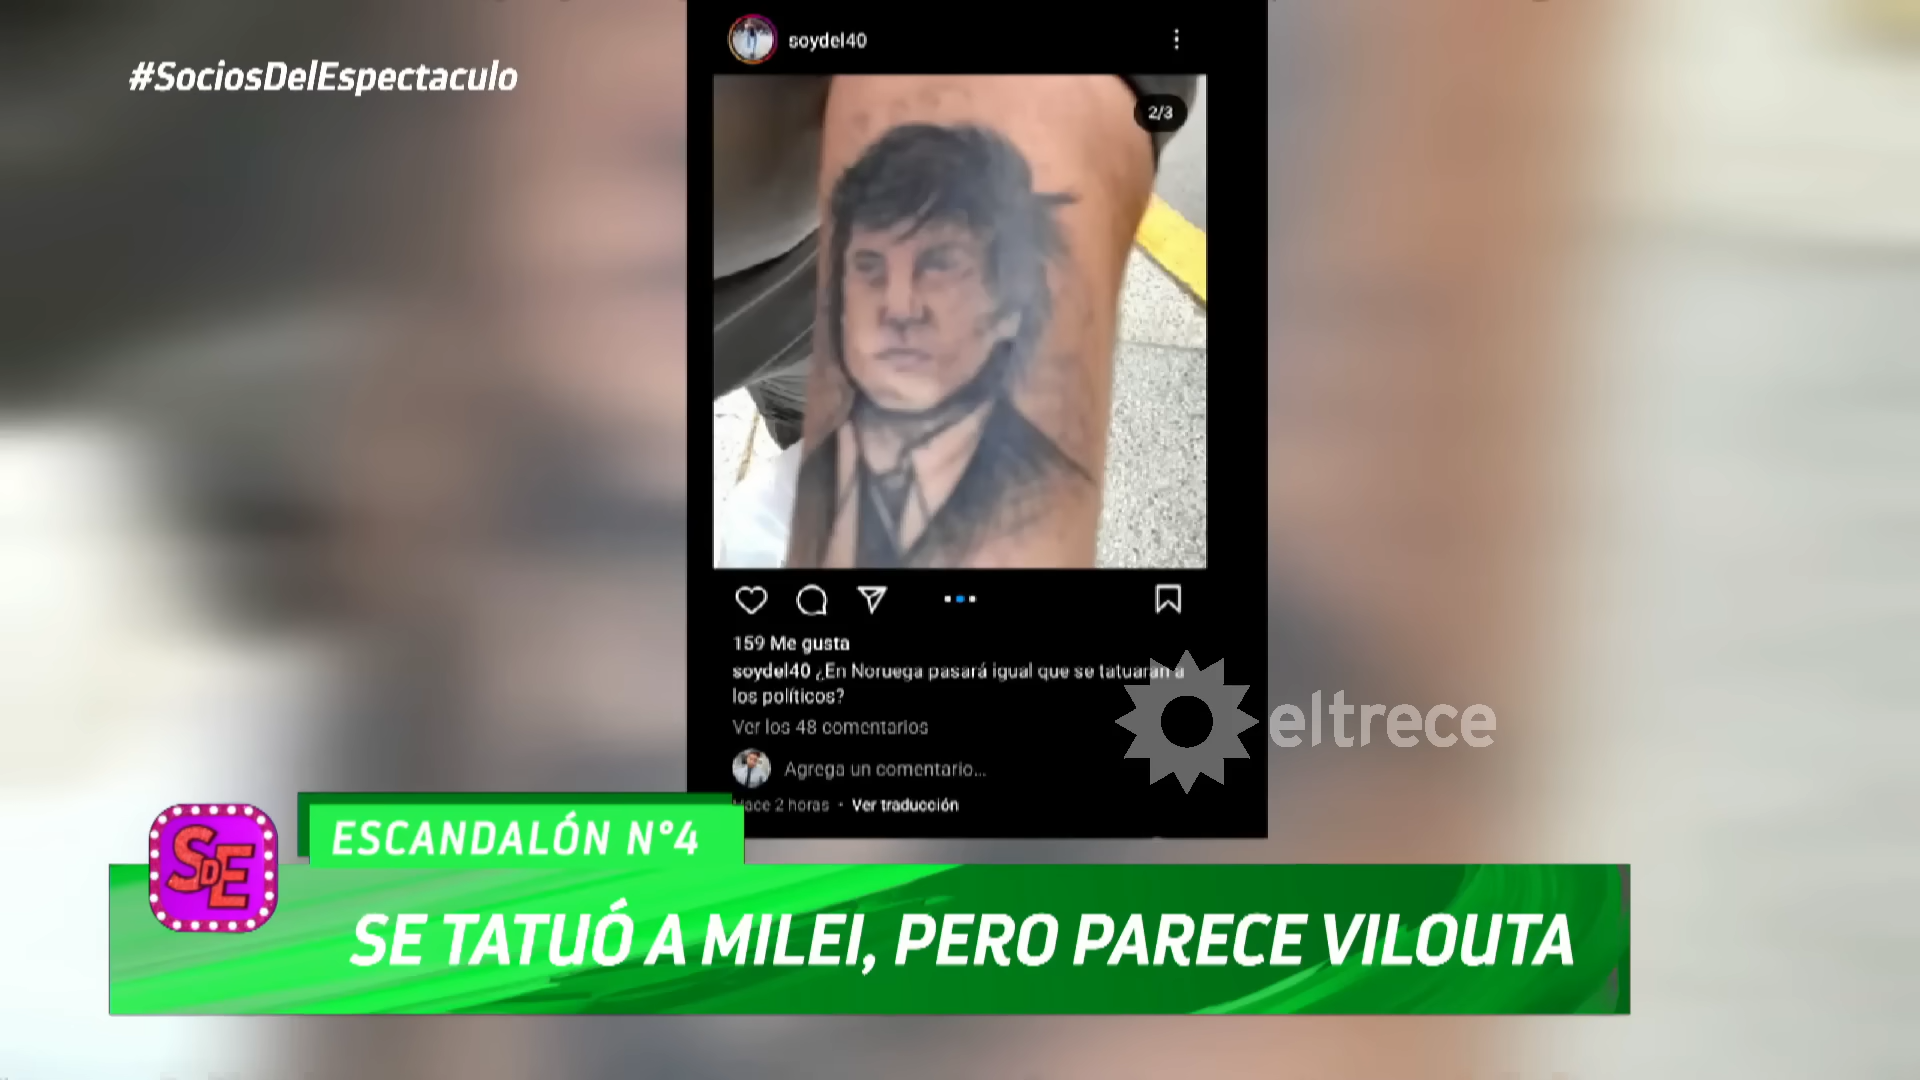 #SociosDelEspectaculo
soydel40
2/3
159 Me gusta
soydel40 ¿En Noruega pasará igual que se tatuaran a
los políticos?
Ver los 48 comentarios
Agrega un comentario...
Hace 2 horas • Ver traducción
eltrece
SDE
ESCANDALÓN N°4
SE TATUÓ A MILEI, PERO PARECE VILOUTA